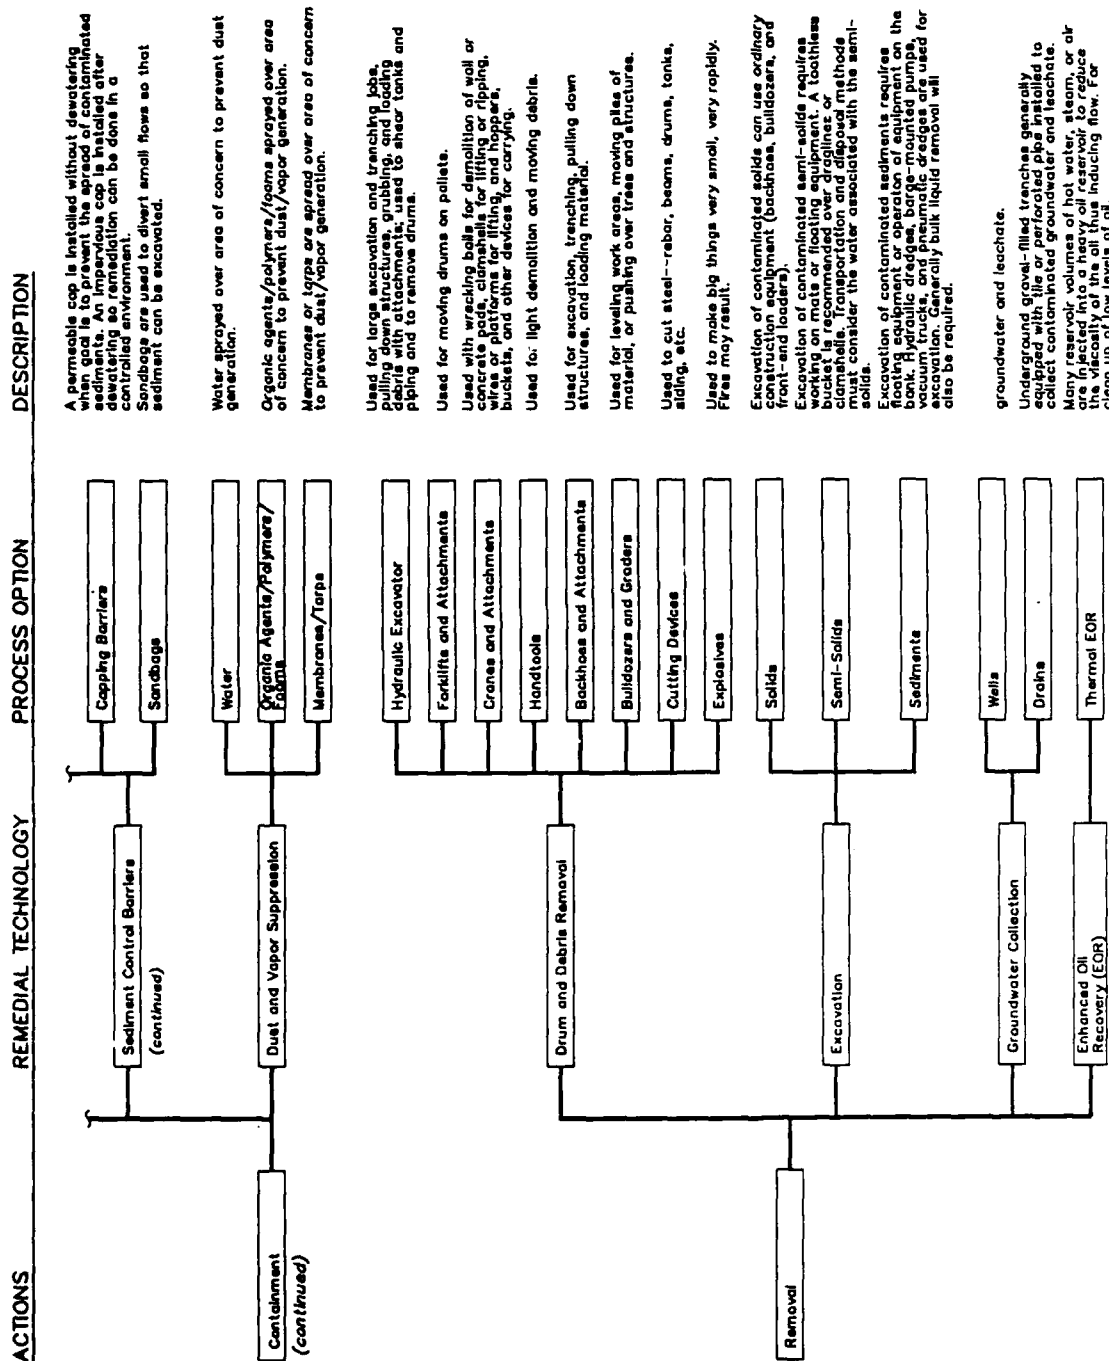 ACTIONS
REMEDIAL TECHNOLOGY
PROCESS OPTION
DESCRIPTION
Containment
(continued)
Sediment Control Barriers
(continued)
Capping Barriers
A permeable cap is installed without dewatering
when goal is to prevent the spread of contaminated
sediments. An impervious cap is installed after
dewatering so remediation can be done in a
controlled environment.
Sandbags
Sandbags are used to divert small flows so that
sediment can be excavated.
Dust and Vapor Suppression
Water
Water sprayed over area of concern to prevent dust
generation.
Organic Agents/Polymers/
Foams
Organic agents/polymers/foams sprayed over area
of concern to prevent dust/vapor generation.
Membranes/Tarps
Membranes or tarps are spread over area of concern
to prevent dust/vapor generation.
Removal
Drum and Debris Removal
Hydraulic Excavator
Used for large excavation and trenching jobs,
pulling down structures, grubbing, and loading
debris with attachments; used to shear tanks and
piping and to remove drums.
Forklifts and Attachments
Used for moving drums on pallets.
Cranes and Attachments
Used with wrecking balls for demolition of wall or
concrete pads, clamshells for lifting or ripping,
wires or platforms for lifting, and hoppers,
buckets, and other devices for carrying.
Handtools
Used fo: light demolition and moving debris.
Backhoes and Attachments
Used for excavation, trenching, pulling down
structures, and loading material.
Bulldozers and Graders
Used for leveling work areas, moving piles of
material, or pushing over trees and structures.
Cutting Devices
Used to cut steel--rebar, beams, drums, tanks,
siding, etc.
Explosives
Used to make big things very small, very rapidly.
Fires may result.
Excavation
Solids
Excavation of contaminated solids can use ordinary
construction equipment (backhoes, bulldozers, and
front-end loaders).
Semi-Solids
Excavation of contaminated semi-solids requires
working on mats or floating equipment. A toothless
bucket is recommended over dragline or
clamshells. Transportation and disposal methods
must consider the water associated with the semi-
solids.
Sediments
Excavation of contaminated sediments requires
floating equipment or operation of equipment on the
bank. Hydraulic dredges, barge-mounted pumps,
vacuum trucks, and pneumatic dredges are used for
excavation. Generally bulk liquid removal will
also be required.
Groundwater Collection
Wells
groundwater and leachate.
Drains
Underground gravel-filled trenches generally
equipped with tile or perforated pipe installed to
collect contaminated groundwater and leachate.
Enhanced Oil
Recovery (EOR)
Thermal EOR
Many reservoir volumes of hot water, steam, or air
are injected into a heavy oil reservoir to reduce
the viscosity of the oil thus inducing flow. For
clean up of low levels of oil.